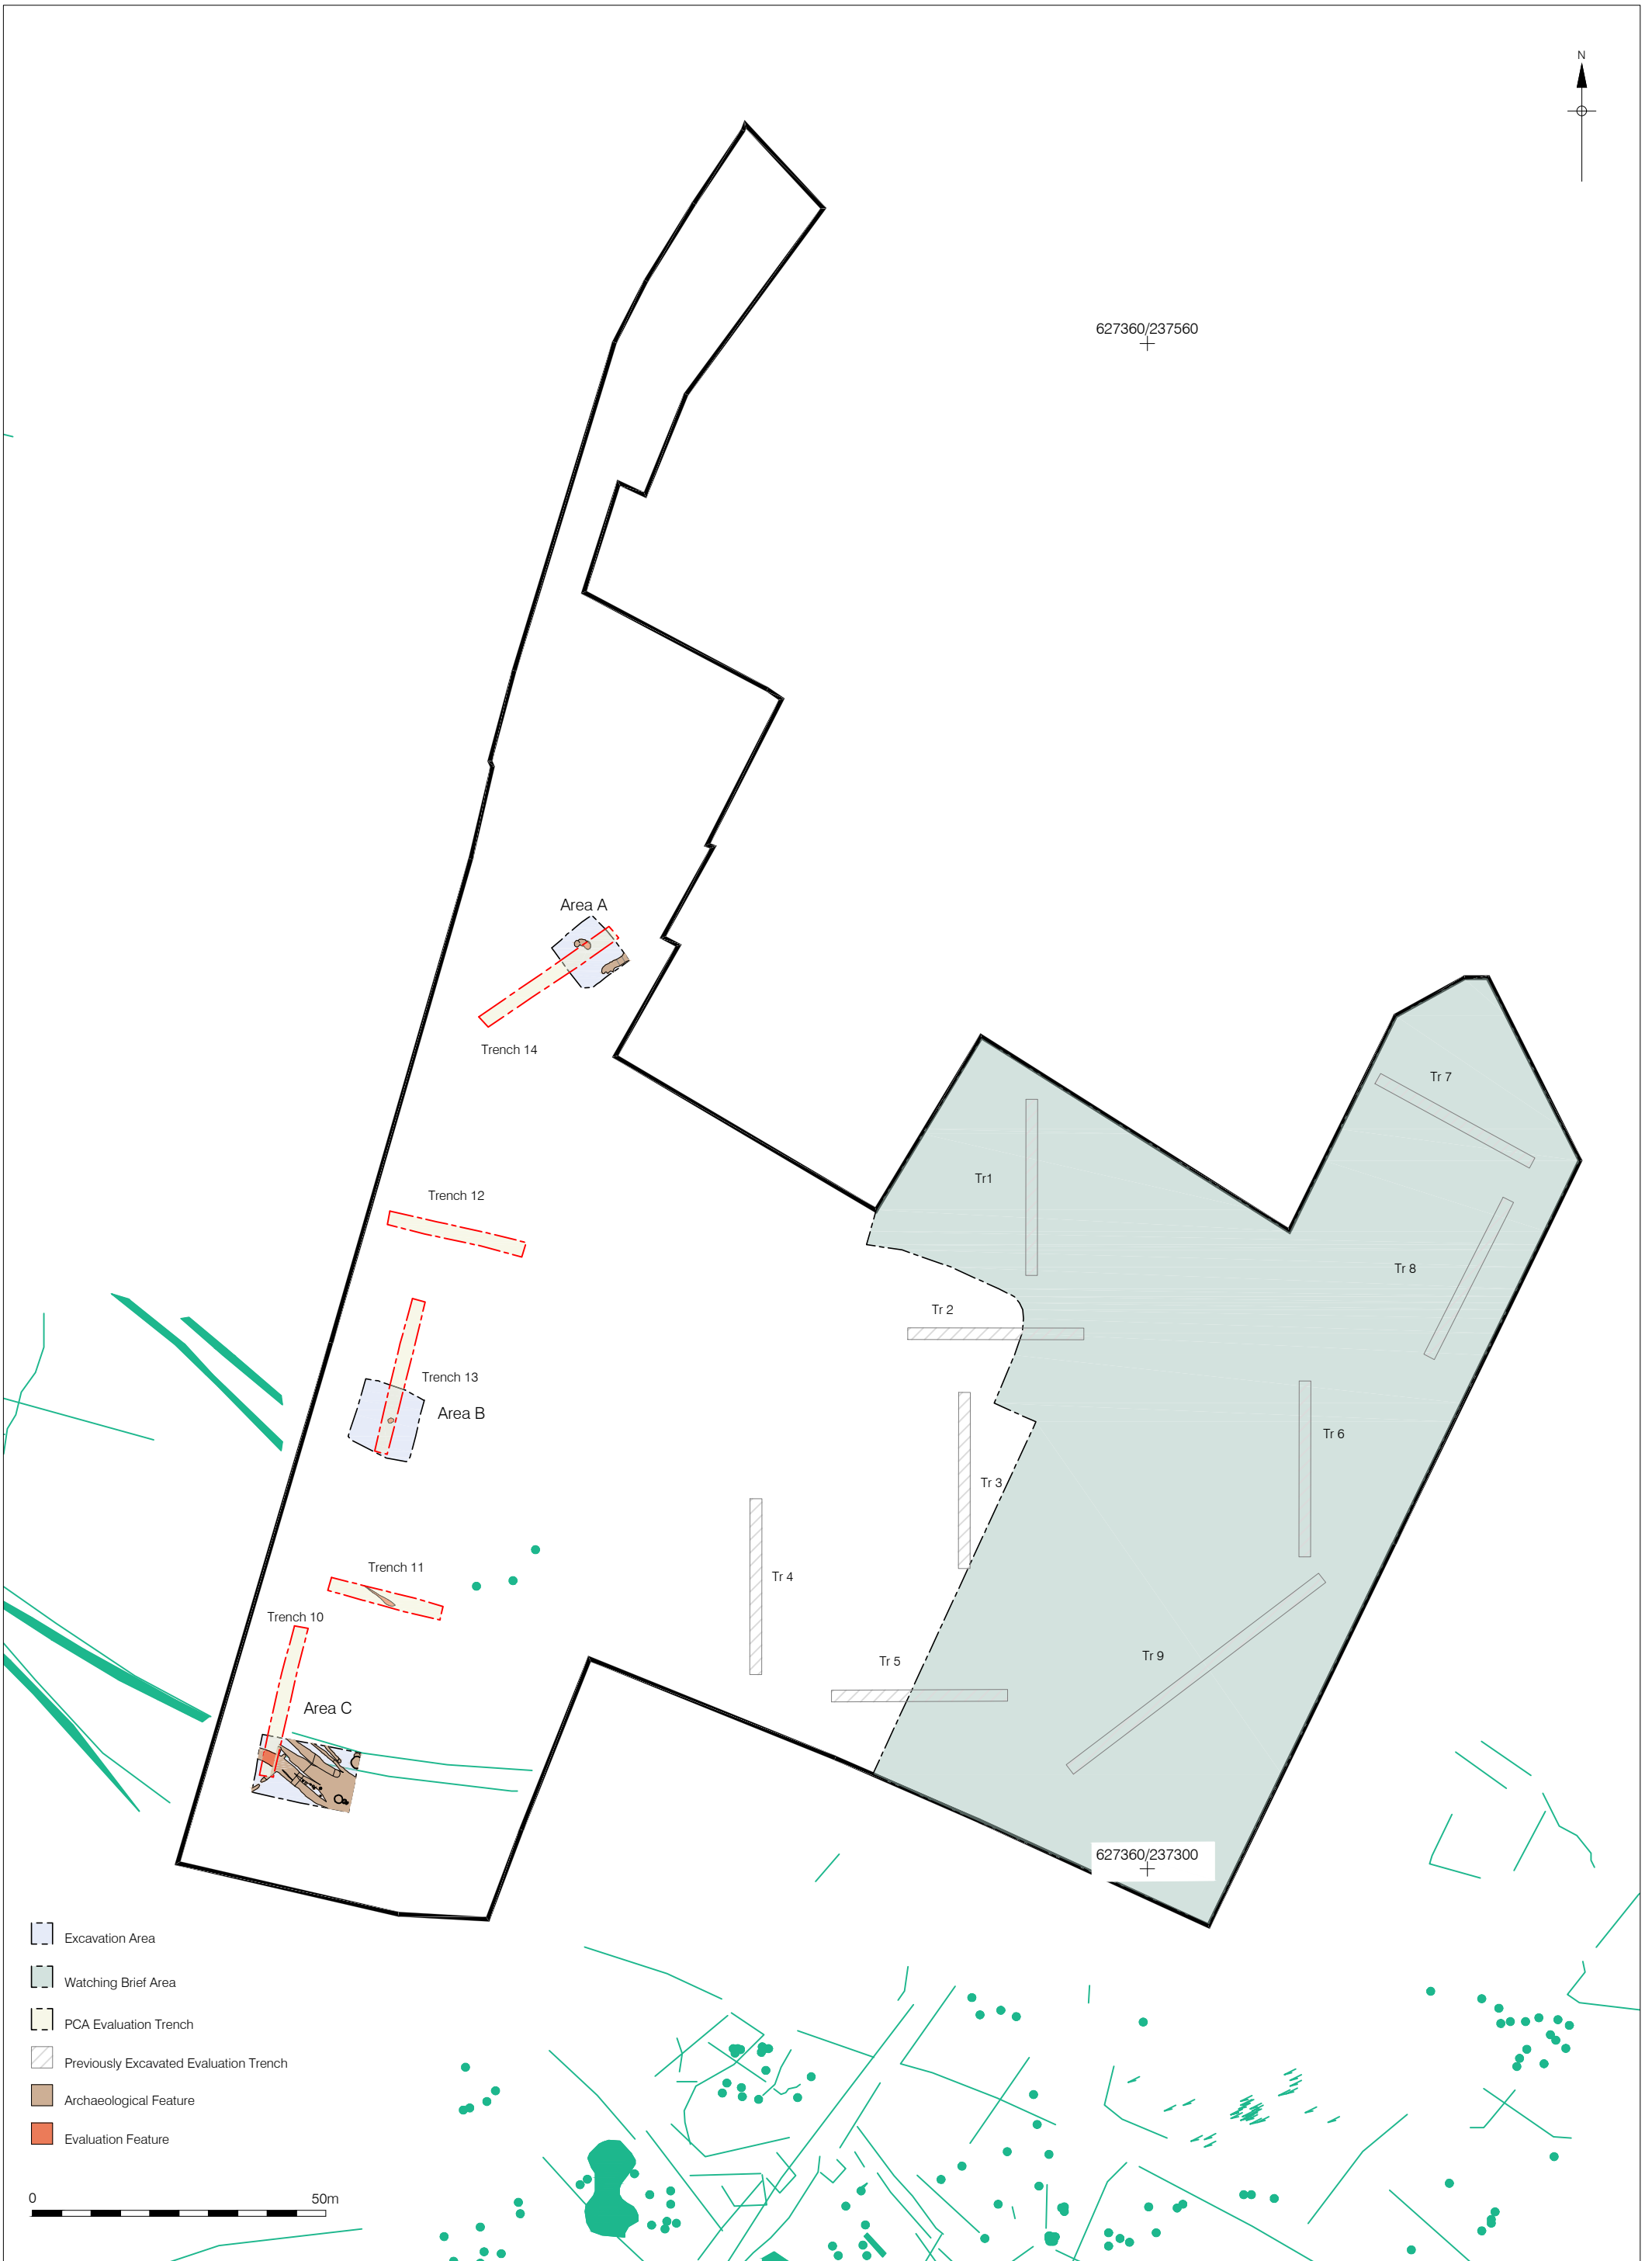 N
627360/237560
Area A
Trench 14
Tr 7
Tr1
Trench 12
Tr 8
Tr 2
Trench 13
Area B
Tr 6
Tr 3
Trench 11
Tr 4
Trench 10
Tr 9
Tr 5
Area C
627360/237300
Excavation Area
Watching Brief Area
PCA Evaluation Trench
Previously Excavated Evaluation Trench
Archaeological Feature
Evaluation Feature
0 50m